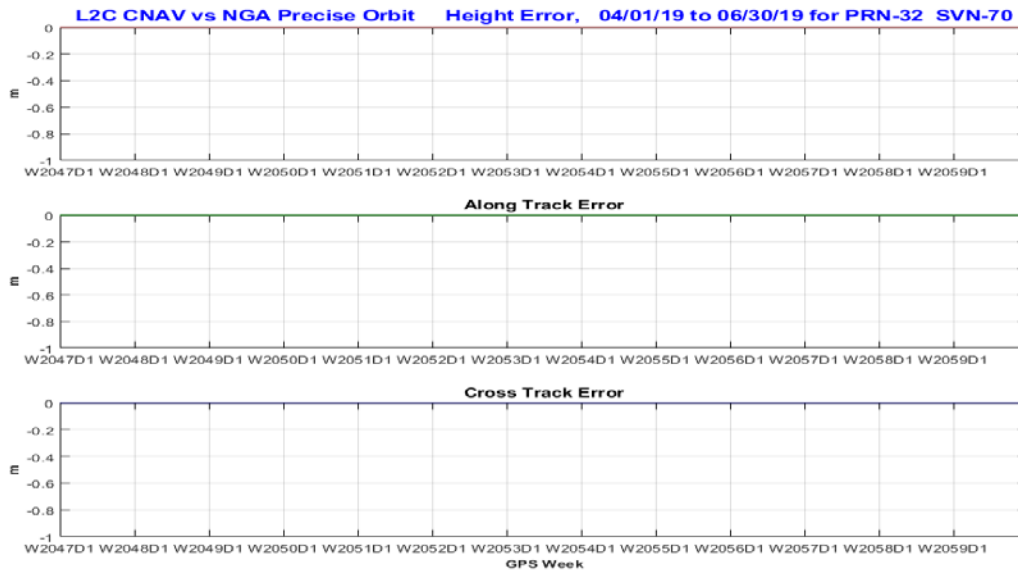 L2C CNAV vs NGA Precise Orbit Height Error, 04/01/19 to 06/30/19 for PRN-32 SVN-70
0
-0.2
-0.4
m
-0.6
-0.8
-1
W2047D1 W2048D1 W2049D1 W2050D1 W2051D1 W2052D1 W2053D1 W2054D1 W2055D1 W2056D1 W2057D1 W2058D1 W2059D1
Along Track Error
0
-0.2
-0.4
m
-0.6
-0.8
-1
W2047D1 W2048D1 W2049D1 W2050D1 W2051D1 W2052D1 W2053D1 W2054D1 W2055D1 W2056D1 W2057D1 W2058D1 W2059D1
Cross Track Error
0
-0.2
-0.4
m
-0.6
-0.8
-1
W2047D1 W2048D1 W2049D1 W2050D1 W2051D1 W2052D1 W2053D1 W2054D1 W2055D1 W2056D1 W2057D1 W2058D1 W2059D1
GPS Week